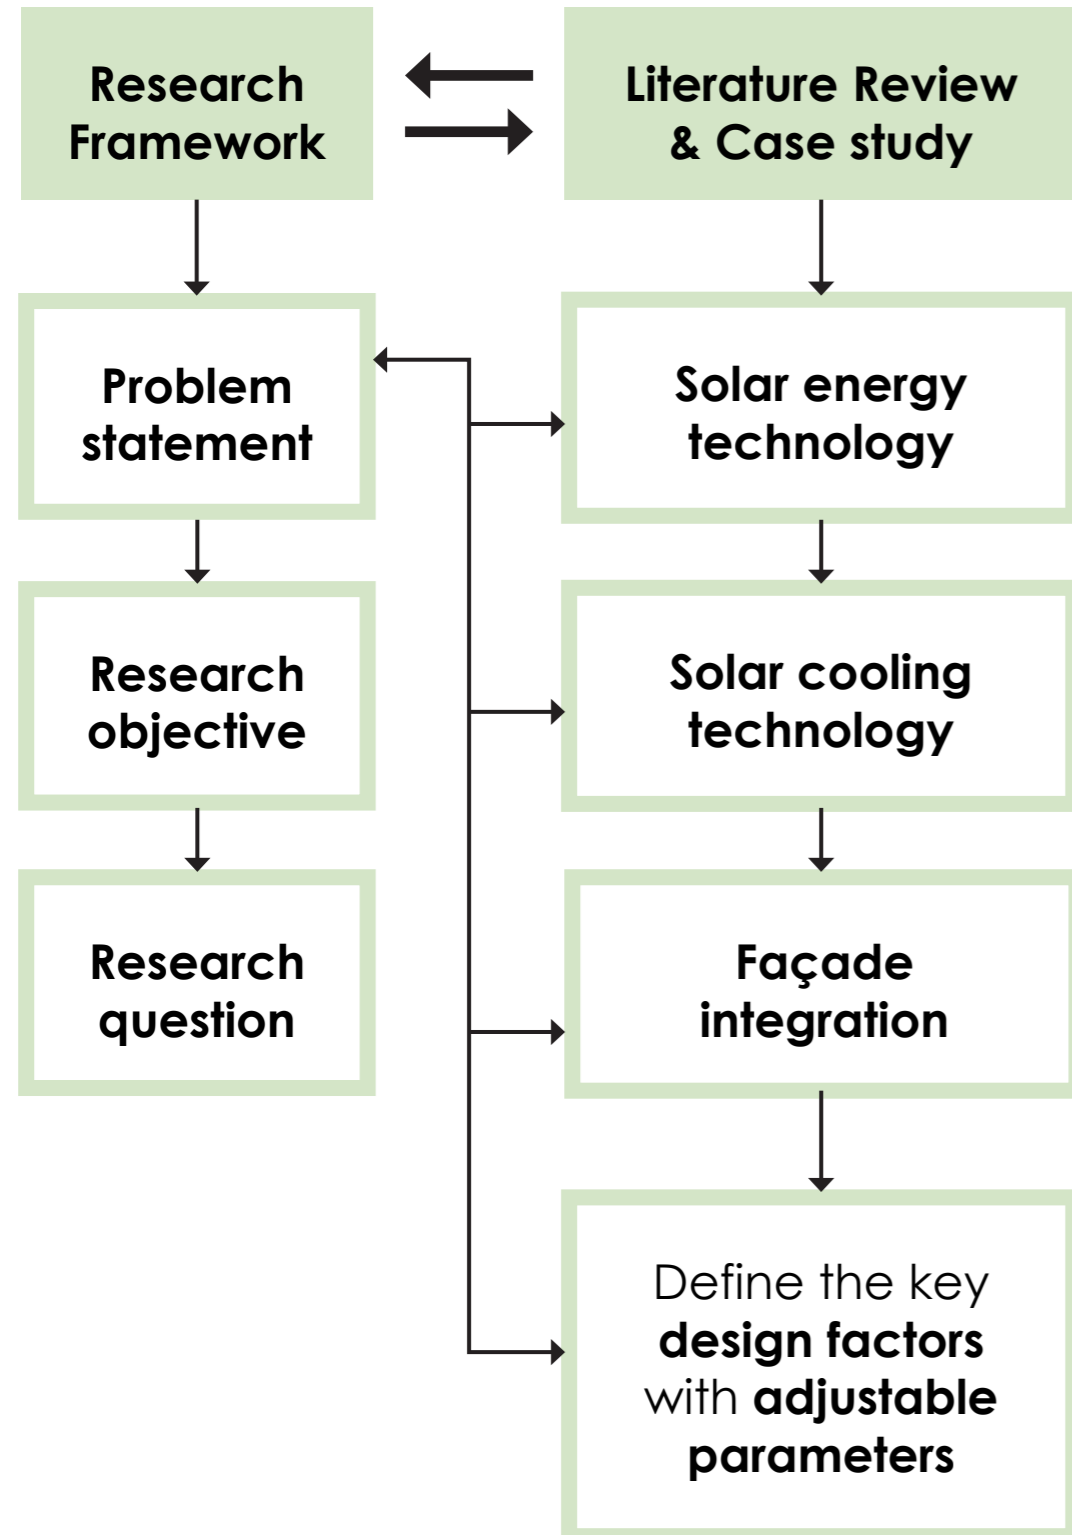 Research
Framework
Literature Review
& Case study
Problem
statement
Solar energy
technology
Research
objective
Solar cooling
technology
Research
question
Façade
integration
Define the key
design factors
with adjustable
parameters